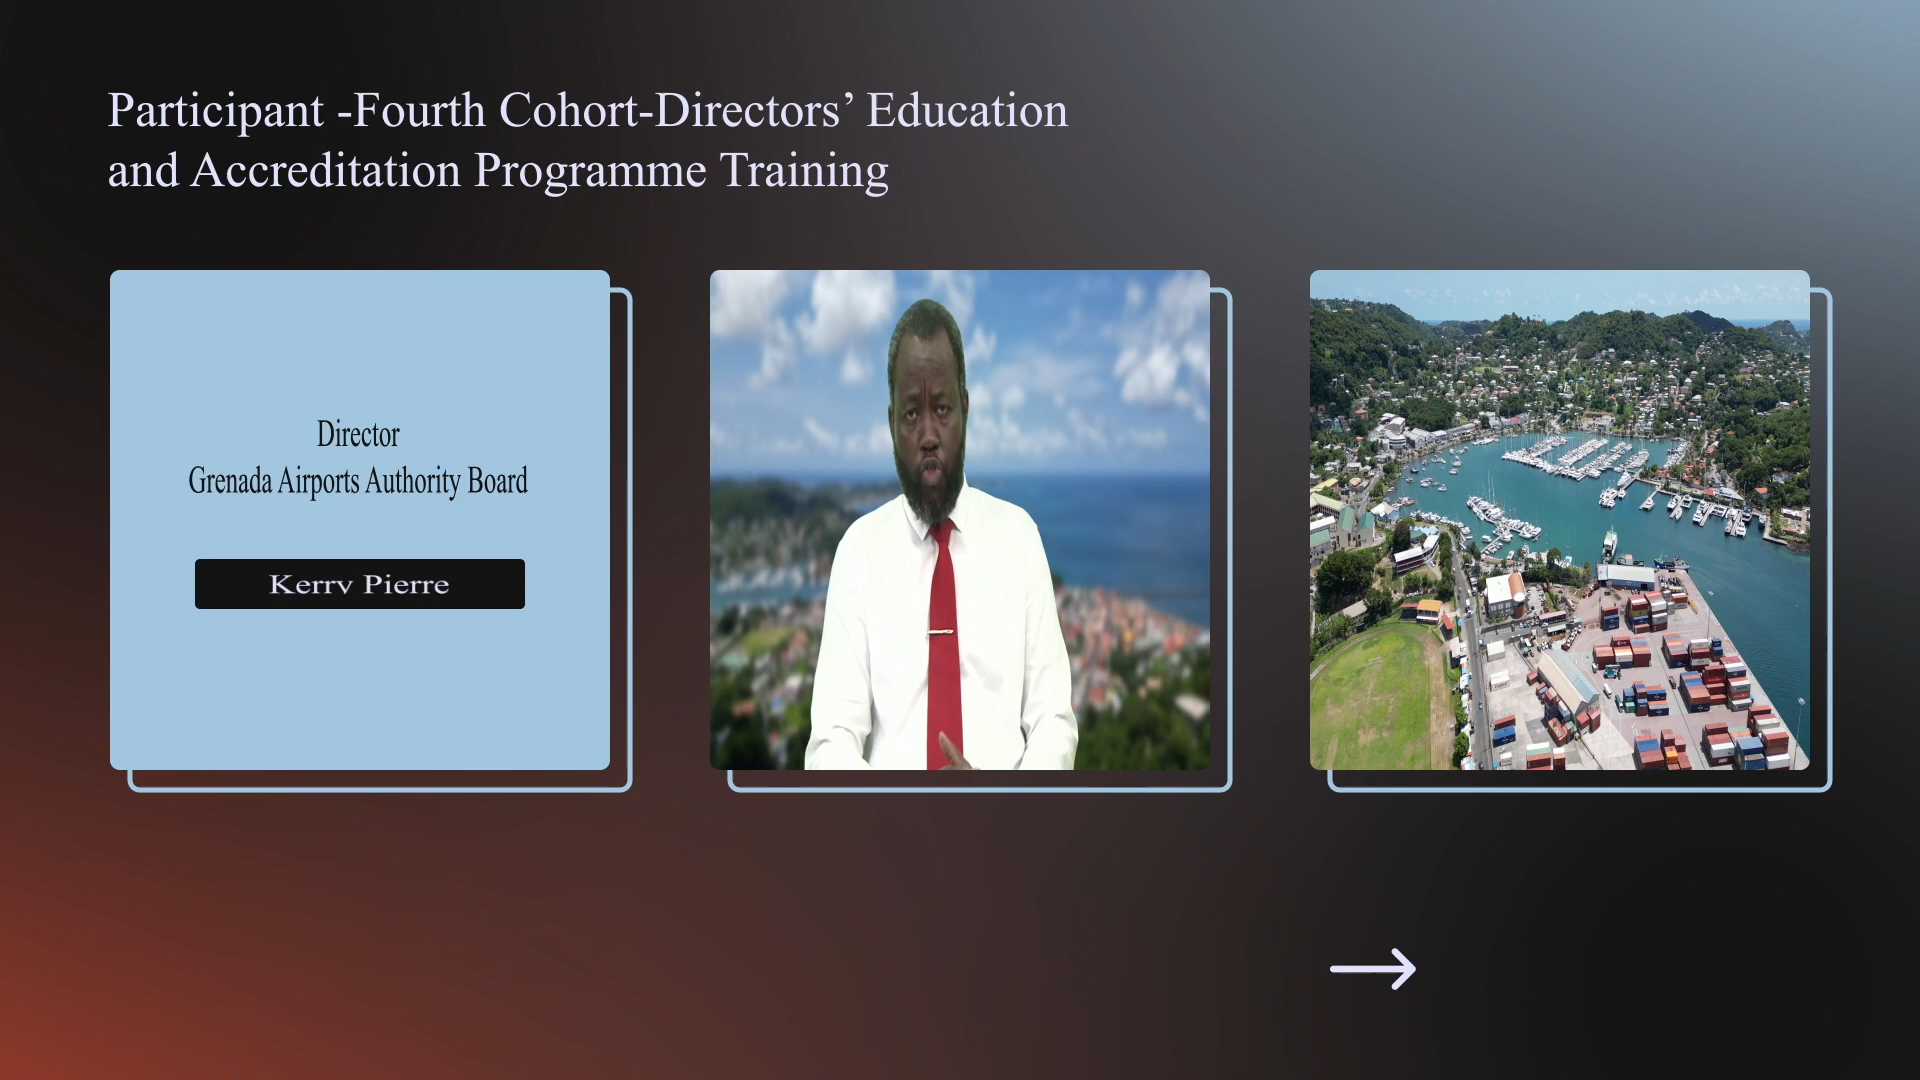 Participant -Fourth Cohort-Directors’ Education
and Accreditation Programme Training
Director
Grenada Airports Authority Board
Kerry Pierre